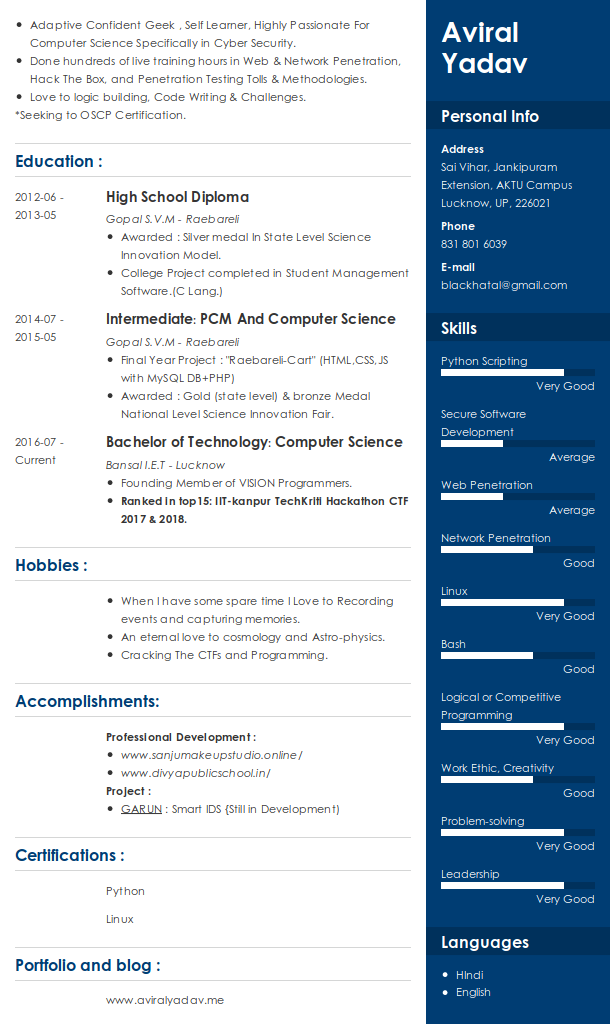 Adaptive Confident Geek , Self Learner, Highly Passionate For
Computer Science Specifically in Cyber Security.
Done hundreds of live training hours in Web & Network Penetration,
Hack The Box, and Penetration Testing Tolls & Methodologies.
Love to logic building, Code Writing & Challenges.
*Seeking to OSCP Certification.
Education :
2012-06 -
2013-05
High School Diploma
Gopal S.V.M - Raebareli
Awarded : Silver medal In State Level Science
Innovation Model.
College Project completed in Student Management
Software.(C Lang.)
2014-07 -
2015-05
Intermediate: PCM And Computer Science
Gopal S.V.M - Raebareli
Final Year Project : "Raebareli-Cart" (HTML,CSS,JS
with MySQL DB+PHP)
Awarded : Gold (state level) & bronze Medal
National Level Science Innovation Fair.
2016-07 -
Current
Bachelor of Technology: Computer Science
Bansal I.E.T - Lucknow
Founding Member of VISION Programmers.
Ranked in top15: IIT-kanpur TechKriti Hackathon CTF
2017 & 2018.
Hobbies :
When I have some spare time I Love to Recording
events and capturing memories.
An eternal love to cosmology and Astro-physics.
Cracking The CTFs and Programming.
Accomplishments:
Professional Development :
www.sanjumakeupstudio.online/
www.divyapublicschool.in/
Project :
GARUN : Smart IDS {Still in Development)
Certifications :
Python
Linux
Portfolio and blog :
www.aviralyadav.me
Aviral
Yadav
Personal Info
Address
Sai Vihar, Jankipuram
Extension, AKTU Campus
Lucknow, UP, 226021
Phone
831 801 6039
E-mail
blackhatal@gmail.com
Skills
Python Scripting
Very Good
Secure Software
Development
Average
Web Penetration
Average
Network Penetration
Good
Linux
Very Good
Bash
Good
Logical or Competitive
Programming
Very Good
Work Ethic, Creativity
Good
Problem-solving
Very Good
Leadership
Very Good
Languages
HIndi
English